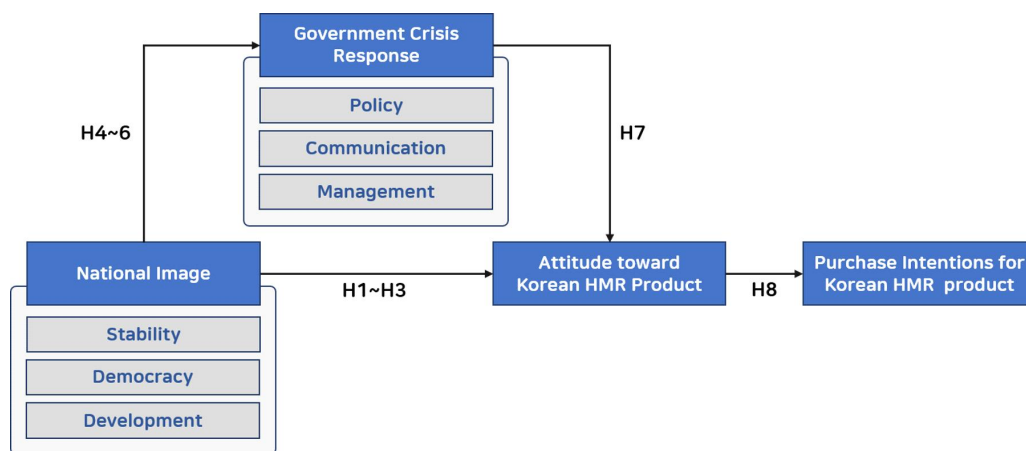 Government Crisis
Response
Policy
Communication
Management
H4~6
H7
National Image
Stability
Democracy
Development
H1~H3
Attitude toward
Korean HMR Product
H8
Purchase Intentions for
Korean HMR product